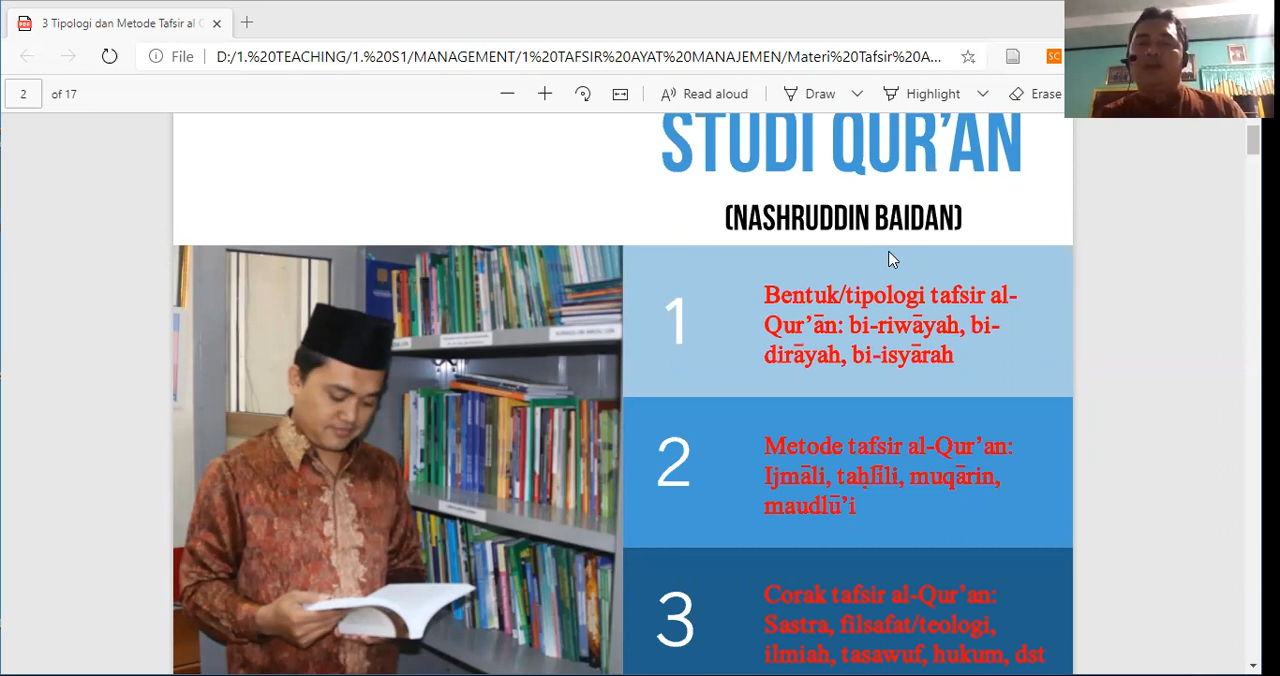 3 Tipologi dan Metode Tafsir al
File
D:/1.%20TEACHING/1.%20S1/MANAGEMENT/1%20TAFSIR%20AYAT%20MANAJEMEN/Materi%20Tafsir%20A...
SC
2 of 17
Read aloud
Draw
Highlight
Erase
STUDI QUR’AN
(NASHRUDDIN BAIDAN)
1
Bentuk/tipologi tafsir al-
Qur’ān: bi-riwāyah, bi-
dirāyah, bi-isyārah
2
Metode tafsir al-Qur’an:
Ijmāli, taḥlīli, muqārin,
maudlū’i
3
Corak tafsir al-Qur’an:
Sastra, filsafat/teologi,
ilmiah, tasawuf, hukum, dst